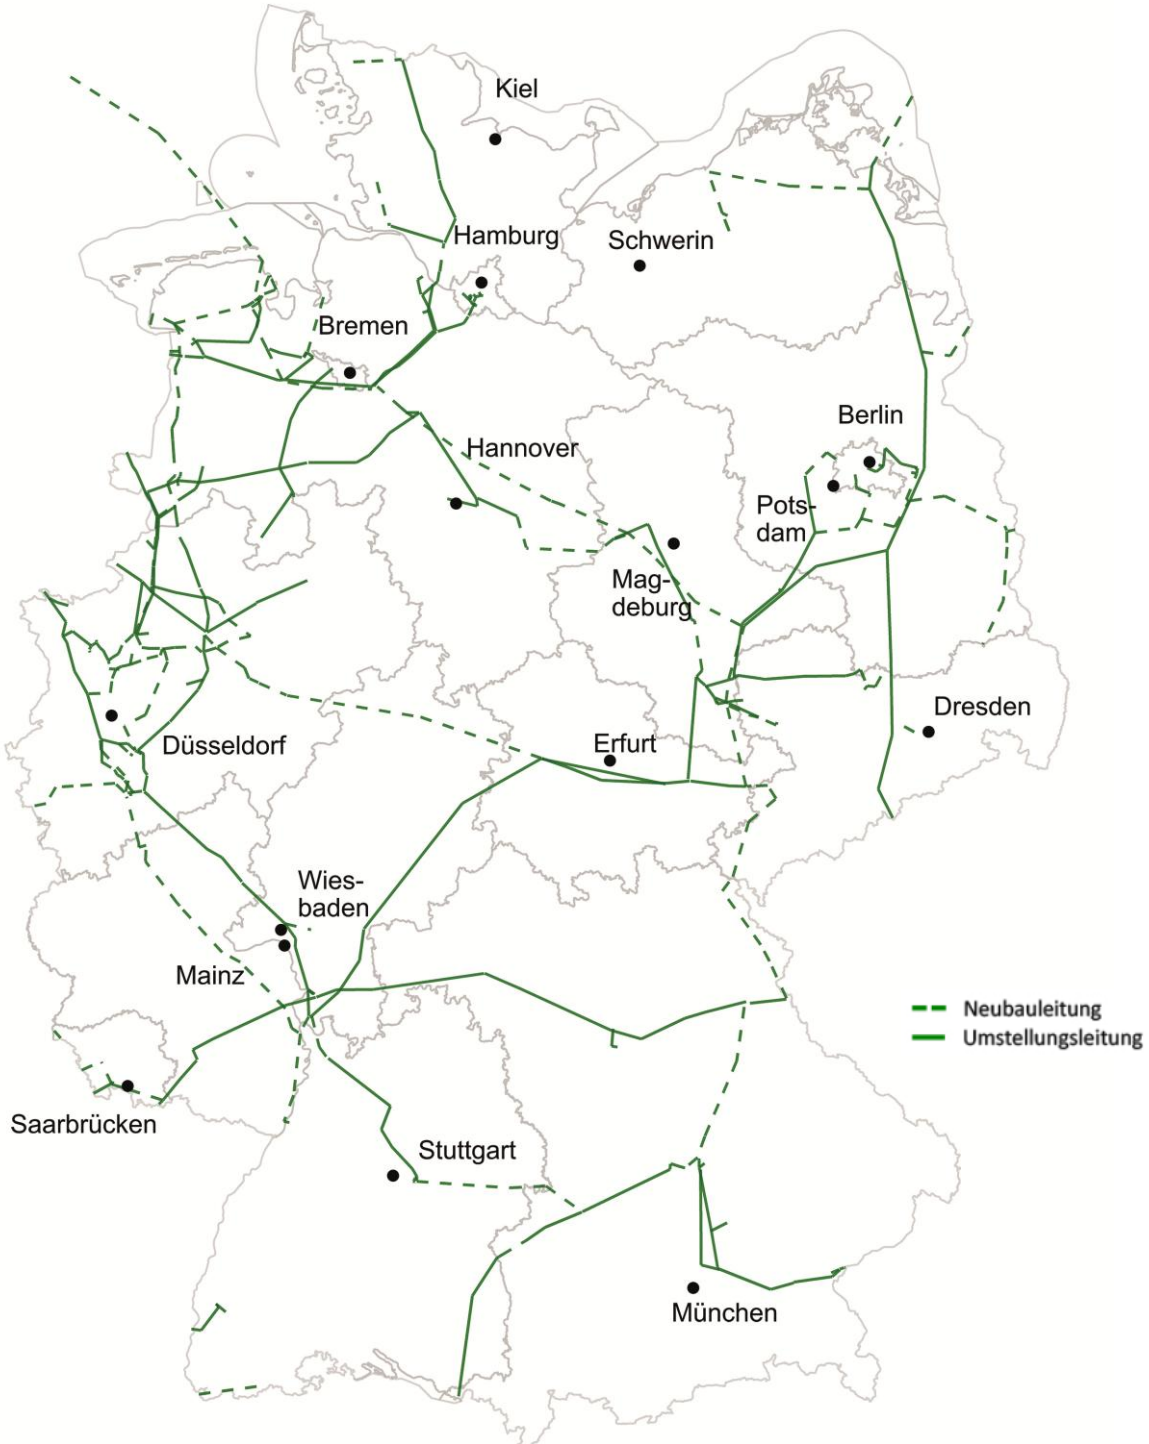 Kiel
Hamburg
Schwerin
Bremen
Berlin
Hannover
Pots-
dam
Mag-
deburg
Dresden
Düsseldorf
Erfurt
Wies-
baden
Mainz
Neubauleitung
Umstellungsleitung
Saarbrücken
Stuttgart
München